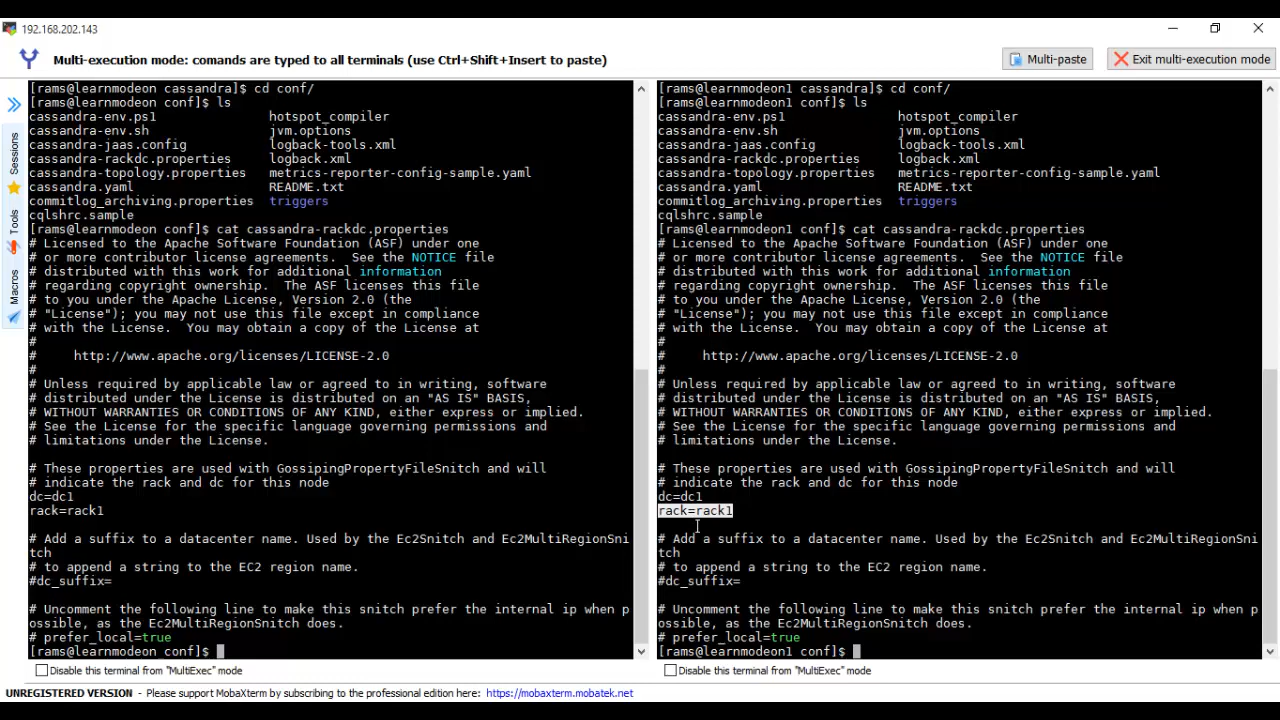 192.168.202.143
Multi-execution mode: comands are typed to all terminals (use Ctrl+Shift+Insert to paste)
Multi-paste
Exit multi-execution mode
Sessions
Tools
Macros
[rams@learnmodeon cassandra]$ cd conf/
[rams@learnmodeon conf]$ ls
cassandra-env.ps1 hotspot_compiler
cassandra-env.sh jvm.options
cassandra-jaas.config logback-tools.xml
cassandra-rackdc.properties logback.xml
cassandra-topology.properties metrics-reporter-config-sample.yaml
cassandra.yaml README.txt
commitlog_archiving.properties triggers
cqlshrc.sample
[rams@learnmodeon conf]$ cat cassandra-rackdc.properties
# Licensed to the Apache Software Foundation (ASF) under one
# or more contributor license agreements. See the NOTICE file
# distributed with this work for additional information
# regarding copyright ownership. The ASF licenses this file
# to you under the Apache License, Version 2.0 (the
# "License"); you may not use this file except in compliance
# with the License. You may obtain a copy of the License at
#
# http://www.apache.org/licenses/LICENSE-2.0
#
# Unless required by applicable law or agreed to in writing, software
# distributed under the License is distributed on an "AS IS" BASIS,
# WITHOUT WARRANTIES OR CONDITIONS OF ANY KIND, either express or implied.
# See the License for the specific language governing permissions and
# limitations under the License.
# These properties are used with GossipingPropertyFileSnitch and will
# indicate the rack and dc for this node
dc=dc1
rack=rack1
# Add a suffix to a datacenter name. Used by the Ec2Snitch and Ec2MultiRegionSni
tch
# to append a string to the EC2 region name.
#dc_suffix=
# Uncomment the following line to make this snitch prefer the internal ip when p
ossible, as the Ec2MultiRegionSnitch does.
# prefer_local=true
[rams@learnmodeon conf]$
Disable this terminal from "MultiExec" mode
[rams@learnmodeon1 cassandra]$ cd conf/
[rams@learnmodeon1 conf]$ ls
cassandra-env.ps1 hotspot_compiler
cassandra-env.sh jvm.options
cassandra-jaas.config logback-tools.xml
cassandra-rackdc.properties logback.xml
cassandra-topology.properties metrics-reporter-config-sample.yaml
cassandra.yaml README.txt
commitlog_archiving.properties triggers
cqlshrc.sample
[rams@learnmodeon1 conf]$ cat cassandra-rackdc.properties
# Licensed to the Apache Software Foundation (ASF) under one
# or more contributor license agreements. See the NOTICE file
# distributed with this work for additional information
# regarding copyright ownership. The ASF licenses this file
# to you under the Apache License, Version 2.0 (the
# "License"); you may not use this file except in compliance
# with the License. You may obtain a copy of the License at
#
# http://www.apache.org/licenses/LICENSE-2.0
#
# Unless required by applicable law or agreed to in writing, software
# distributed under the License is distributed on an "AS IS" BASIS,
# WITHOUT WARRANTIES OR CONDITIONS OF ANY KIND, either express or implied.
# See the License for the specific language governing permissions and
# limitations under the License.
# These properties are used with GossipingPropertyFileSnitch and will
# indicate the rack and dc for this node
dc=dc1
rack=rack1
# Add a suffix to a datacenter name. Used by the Ec2Snitch and Ec2MultiRegionSni
tch
# to append a string to the EC2 region name.
#dc_suffix=
# Uncomment the following line to make this snitch prefer the internal ip when p
ossible, as the Ec2MultiRegionSnitch does.
# prefer_local=true
[rams@learnmodeon1 conf]$
Disable this terminal from "MultiExec" mode
UNREGISTERED VERSION - Please support MobaXterm by subscribing to the professional edition here: https://mobaxterm.mobatek.net